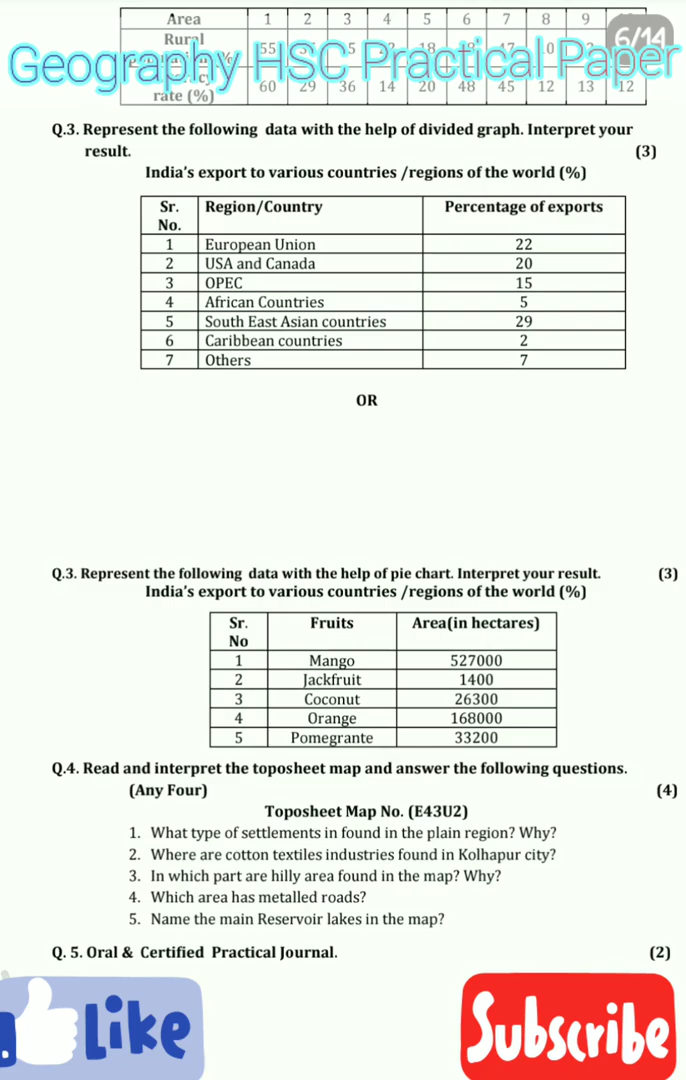 Area 1 2 3 4 5 6 7 8 9
6/14
Rural 55 5 18 47 0
Geography HSC Practical Paper
rate (%) 60 29 36 14 20 48 45 12 13 12
Q.3. Represent the following data with the help of divided graph. Interpret your
result. (3)
India's export to various countries /regions of the world (%)
Sr. No. Region/Country Percentage of exports
1 European Union 22
2 USA and Canada 20
3 OPEC 15
4 African Countries 5
5 South East Asian countries 29
6 Caribbean countries 2
7 Others 7
OR
Q.3. Represent the following data with the help of pie chart. Interpret your result. (3)
India's export to various countries /regions of the world (%)
Sr. No Fruits Area(in hectares)
1 Mango 527000
2 Jackfruit 1400
3 Coconut 26300
4 Orange 168000
5 Pomegrante 33200
Q.4. Read and interpret the toposheet map and answer the following questions.
(Any Four) (4)
Toposheet Map No. (E43U2)
1. What type of settlements in found in the plain region? Why?
2. Where are cotton textiles industries found in Kolhapur city?
3. In which part are hilly area found in the map? Why?
4. Which area has metalled roads?
5. Name the main Reservoir lakes in the map?
Q. 5. Oral & Certified Practical Journal. (2)
Like
Subscribe